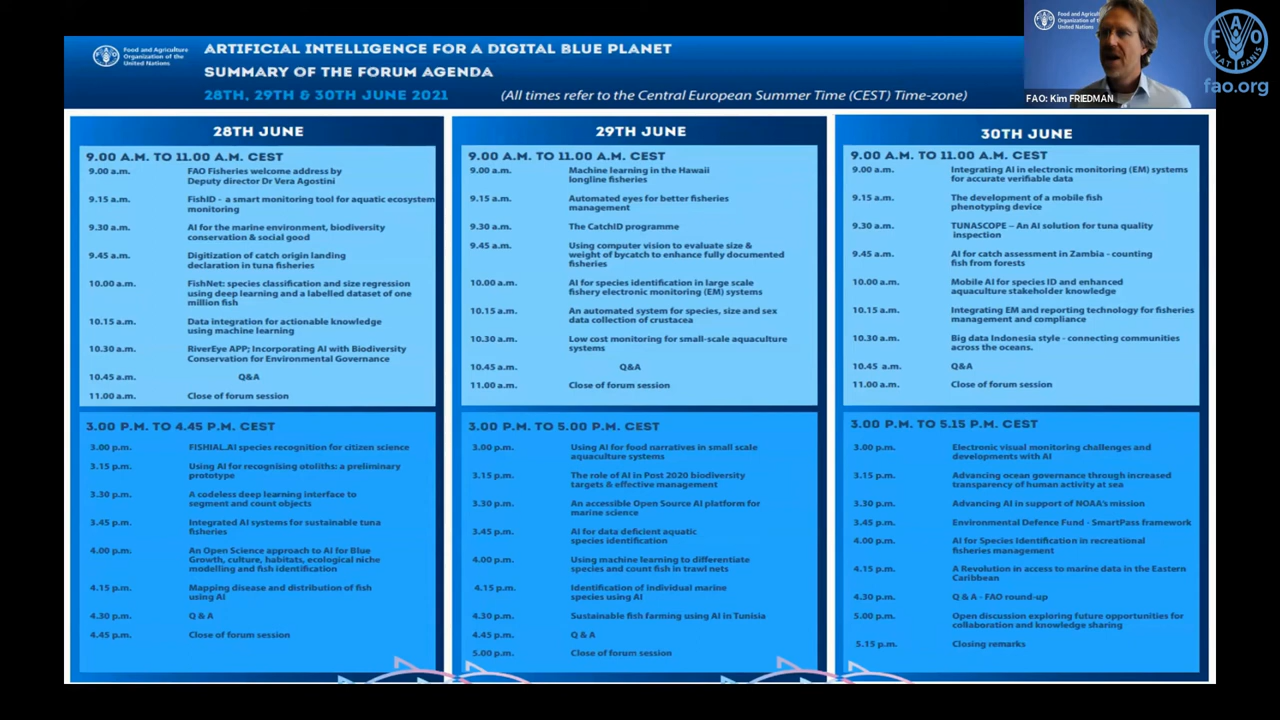 Food and Agriculture
Organization of the
United Nations
ARTIFICIAL INTELLIGENCE FOR A DIGITAL BLUE PLANET
SUMMARY OF THE FORUM AGENDA
28TH, 29TH & 30TH JUNE 2021
(All times refer to the Central European Summer Time (CEST) Time-zone)
Food and Agriculture
Organization of the
United Nations
FAO: Kim FRIEDMAN
F A O
FIAT PANIS
fao.org
28TH JUNE
9.00 A.M. TO 11.00 A.M. CEST
9.00 a.m. FAO Fisheries welcome address by
Deputy director Dr Vera Agostini
9.15 a.m. FishID - a smart monitoring tool for aquatic ecosystem
monitoring
9.30 a.m. AI for the marine environment, biodiversity
conservation & social good
9.45 a.m. Digitization of catch origin landing
declaration in tuna fisheries
10.00 a.m. FishNet: species classification and size regression
using deep learning and a labelled dataset of one
million fish
10.15 a.m. Data integration for actionable knowledge
using machine learning
10.30 a.m. RiverEye APP; Incorporating AI with Biodiversity
Conservation for Environmental Governance
10.45 a.m. Q&A
11.00 a.m. Close of forum session
3.00 P.M. TO 4.45 P.M. CEST
3.00 p.m. FISHIAL.AI species recognition for citizen science
3.15 p.m. Using AI for recognising otoliths: a preliminary
prototype
3.30 p.m. A codeless deep learning interface to
segment and count objects
3.45 p.m. Integrated AI systems for sustainable tuna
fisheries
4.00 p.m. An Open Science approach to AI for Blue
Growth, culture, habitats, ecological niche
modelling and fish identification
4.15 p.m. Mapping disease and distribution of fish
using AI
4.30 p.m. Q & A
4.45 p.m. Close of forum session
29TH JUNE
9.00 A.M. TO 11.00 A.M. CEST
9.00 a.m. Machine learning in the Hawaii
longline fisheries
9.15 a.m. Automated eyes for better fisheries
management
9.30 a.m. The CatchID programme
9.45 a.m. Using computer vision to evaluate size &
weight of bycatch to enhance fully documented
fisheries
10.00 a.m. AI for species identification in large scale
fishery electronic monitoring (EM) systems
10.15 a.m. An automated system for species, size and sex
data collection of crustacea
10.30 a.m. Low cost monitoring for small-scale aquaculture
systems
10.45 a.m. Q&A
11.00 a.m. Close of forum session
3.00 P.M. TO 5.00 P.M. CEST
3.00 p.m. Using AI for food narratives in small scale
aquaculture systems
3.15 p.m. The role of AI in Post 2020 biodiversity
targets & effective management
3.30 p.m. An accessible Open Source AI platform for
marine science
3.45 p.m. AI for data deficient aquatic
species identification
4.00 p.m. Using machine learning to differentiate
species and count fish in trawl nets
4.15 p.m. Identification of individual marine
species using AI
4.30 p.m. Sustainable fish farming using AI in Tunisia
4.45 p.m. Q & A
5.00 p.m. Close of forum session
30TH JUNE
9.00 A.M. TO 11.00 A.M. CEST
9.00 a.m. Integrating AI in electronic monitoring (EM) systems
for accurate verifiable data
9.15 a.m. The development of a mobile fish
phenotyping device
9.30 a.m. TUNASCOPE – An AI solution for tuna quality
inspection
9.45 a.m. AI for catch assessment in Zambia - counting
fish from forests
10.00 a.m. Mobile AI for species ID and enhanced
aquaculture stakeholder knowledge
10.15 a.m. Integrating EM and reporting technology for fisheries
management and compliance
10.30 a.m. Big data Indonesia style - connecting communities
across the oceans.
10.45 a.m. Q&A
11.00 a.m. Close of forum session
3.00 P.M. TO 5.15 P.M. CEST
3.00 p.m. Electronic visual monitoring challenges and
developments with AI
3.15 p.m. Advancing ocean governance through increased
transparency of human activity at sea
3.30 p.m. Advancing AI in support of NOAA's mission
3.45 p.m. Environmental Defence Fund - SmartPass framework
4.00 p.m. AI for Species Identification in recreational
fisheries management
4.15 p.m. A Revolution in access to marine data in the Eastern
Caribbean
4.30 p.m. Q & A - FAO round-up
5.00 p.m. Open discussion exploring future opportunities for
collaboration and knowledge sharing
5.15 p.m. Closing remarks